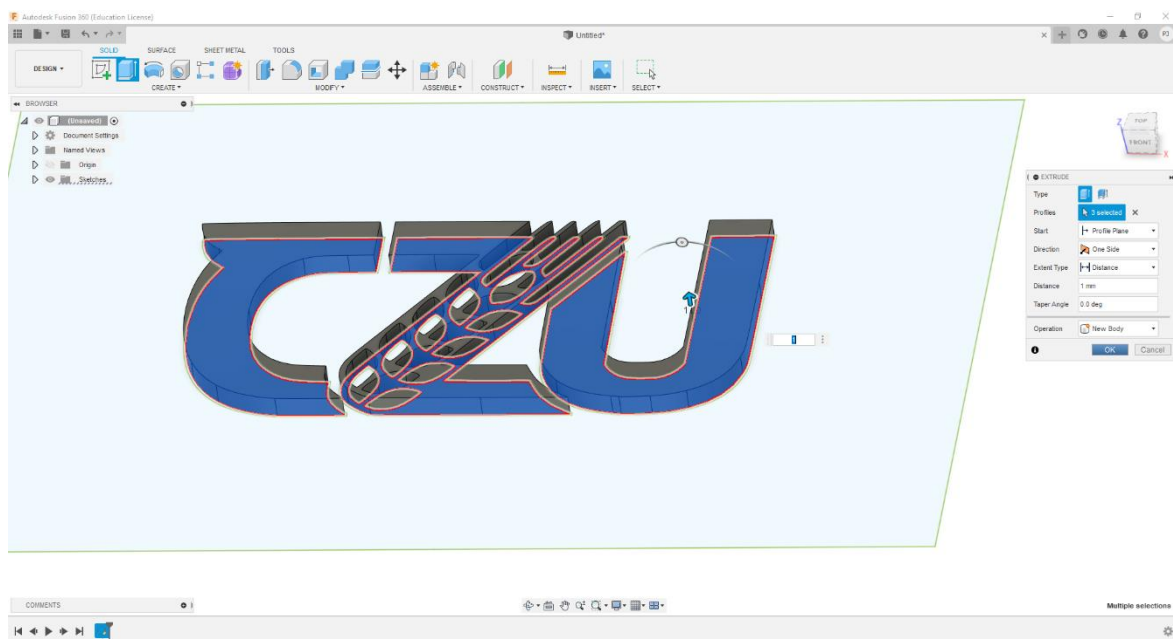 Autodesk Fusion 360 (Education License)
Untitled*
SOLID SURFACE SHEET METAL TOOLS
DESIGN
CREATE MODIFY ASSEMBLE CONSTRUCT INSPECT INSERT SELECT
BROWSER
(Unsaved)
Document Settings
Named Views
Origin
Sketches
Z TOP
FRONT
X
EXTRUDE
Type
Profiles 3 selected
Start Profile Plane
Direction One Side
Extent Type Distance
Distance 1 mm
Taper Angle 0.0 deg
Operation New Body
OK Cancel
CZU
COMMENTS
Multiple selections